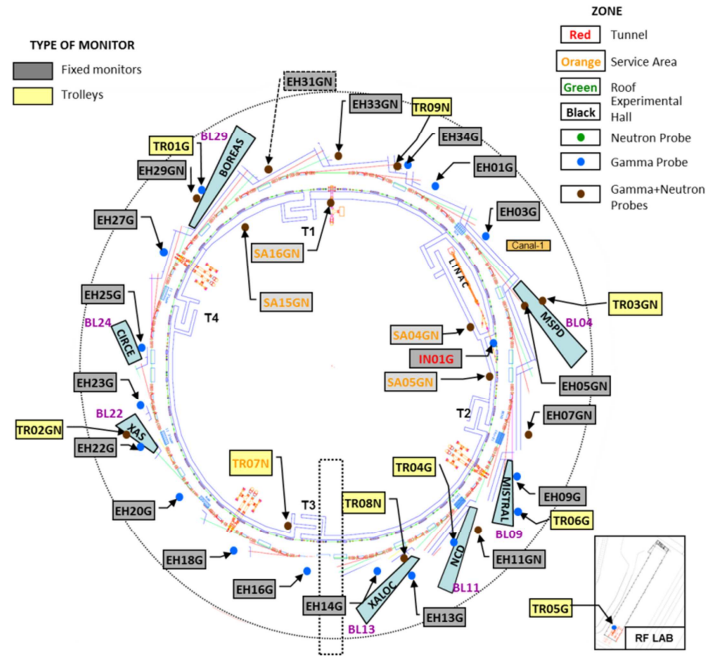 TYPE OF MONITOR
Fixed monitors
Trolleys
ZONE
Red Tunnel
Orange Service Area
Green Roof
Black Experimental Hall
Neutron Probe
Gamma Probe
Gamma+Neutron Probes
EH31GN
EH33GN
TR09N
EH34G
EH01G
EH03G
Canal-1
TR01G
BL29
BOREAS
EH29GN
EH27G
T1
SA16GN
SA15GN
LINAC
TR03GN
MSPD
BL04
EH25G
BL24
CIRCE
T4
SA04GN
IN01G
SA05GN
EH05GN
EH23G
BL22
XAS
TR02GN
EH22G
T2
EH07GN
TR07N
TR04G
T3
TR08N
MISTRAL
EH09G
TR06G
BL09
EH20G
EH18G
EH16G
EH14G
XALOC
BL13
EH13G
NCD
BL11
EH11GN
TR05G
RF LAB